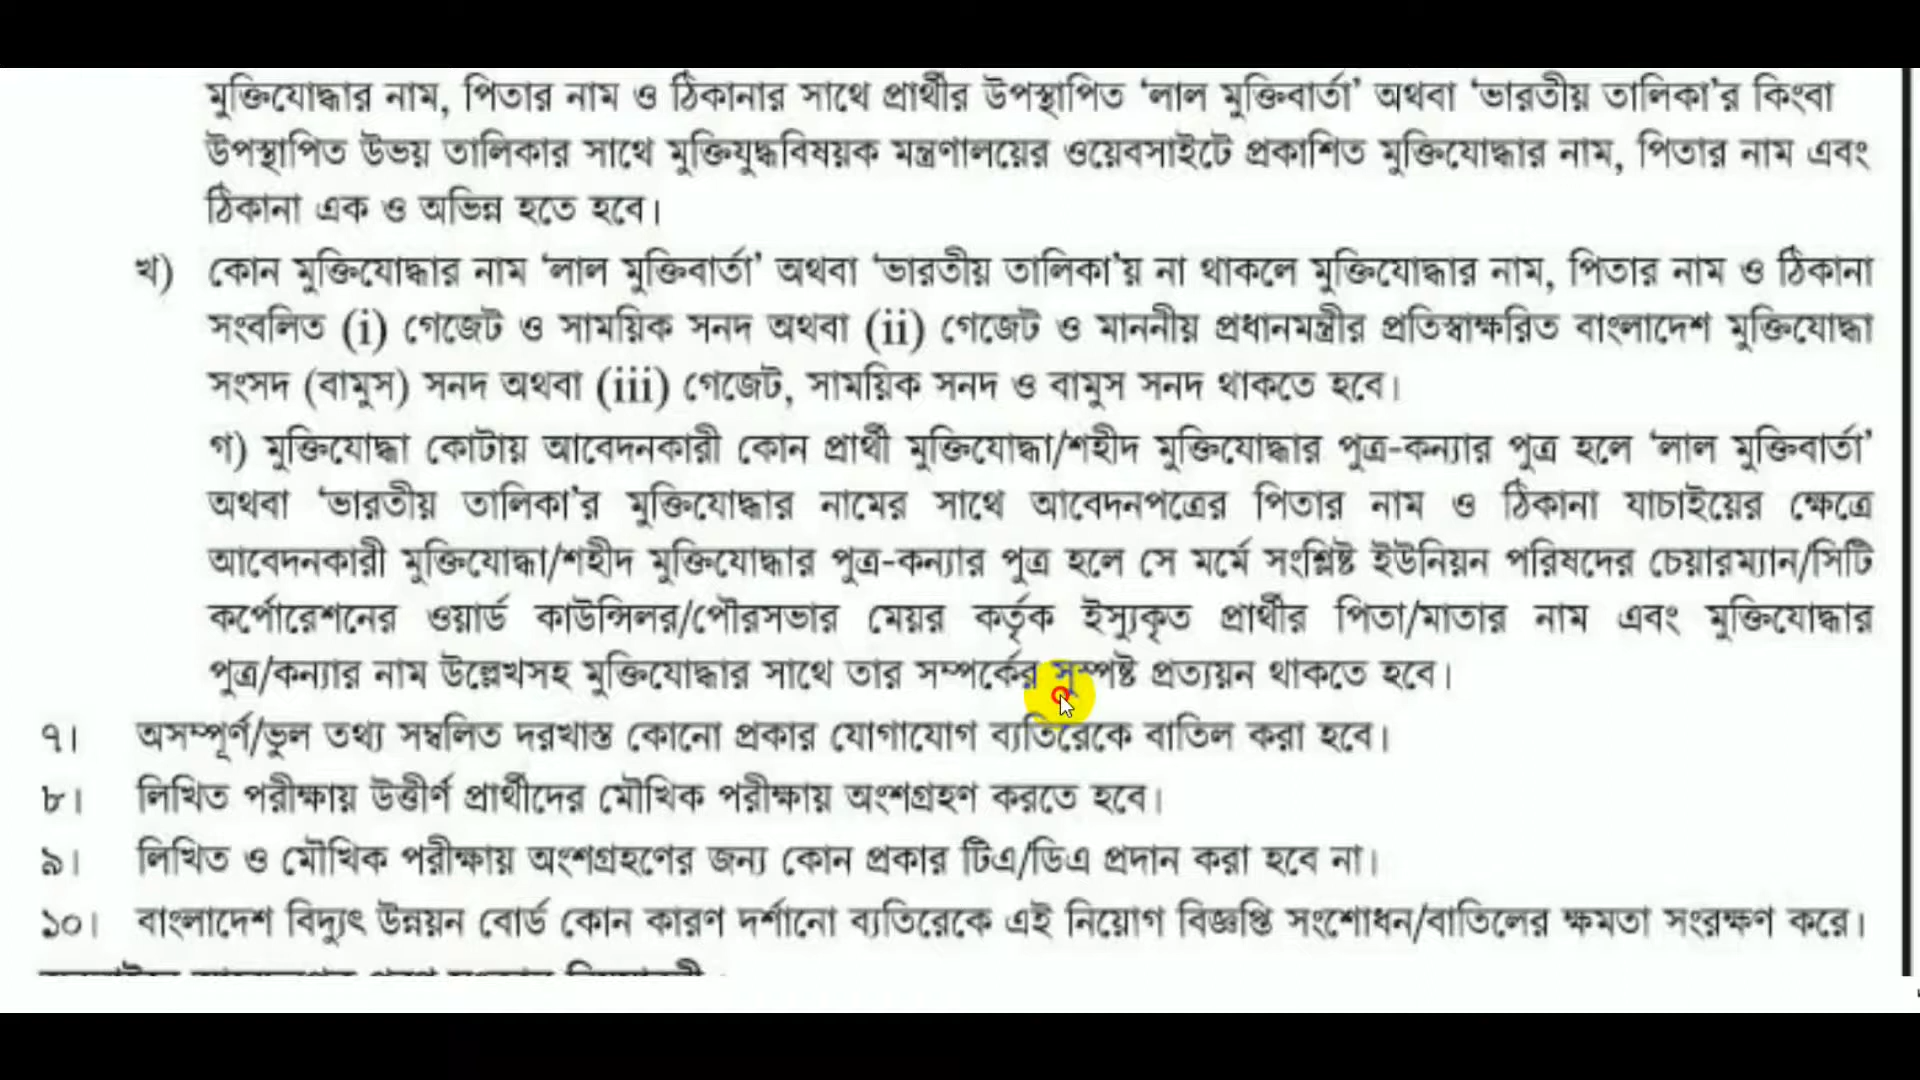 মুক্তিযোদ্ধার নাম, পিতার নাম ও ঠিকানার সাথে প্রার্থীর উপস্থাপিত ‘লাল মুক্তিবার্তা’ অথবা ‘ভারতীয় তালিকা’র কিংবা
উপস্থাপিত উভয় তালিকার সাথে মুক্তিযুদ্ধবিষয়ক মন্ত্রণালয়ের ওয়েবসাইটে প্রকাশিত মুক্তিযোদ্ধার নাম, পিতার নাম এবং
ঠিকানা এক ও অভিন্ন হতে হবে।
খ) কোন মুক্তিযোদ্ধার নাম ‘লাল মুক্তিবার্তা’ অথবা ‘ভারতীয় তালিকা’য় না থাকলে মুক্তিযোদ্ধার নাম, পিতার নাম ও ঠিকানা
সংবলিত (i) গেজেট ও সাময়িক সনদ অথবা (ii) গেজেট ও মাননীয় প্রধানমন্ত্রীর প্রতিস্বাক্ষরিত বাংলাদেশ মুক্তিযোদ্ধা
সংসদ (বামুস) সনদ অথবা (iii) গেজেট, সাময়িক সনদ ও বামুস সনদ থাকতে হবে।
গ) মুক্তিযোদ্ধা কোটায় আবেদনকারী কোন প্রার্থী মুক্তিযোদ্ধা/শহীদ মুক্তিযোদ্ধার পুত্র-কন্যার পুত্র হলে ‘লাল মুক্তিবার্তা’
অথবা ‘ভারতীয় তালিকা’র মুক্তিযোদ্ধার নামের সাথে আবেদনপত্রের পিতার নাম ও ঠিকানা যাচাইয়ের ক্ষেত্রে
আবেদনকারী মুক্তিযোদ্ধা/শহীদ মুক্তিযোদ্ধার পুত্র-কন্যার পুত্র হলে সে মর্মে সংশ্লিষ্ট ইউনিয়ন পরিষদের চেয়ারম্যান/সিটি
কর্পোরেশনের ওয়ার্ড কাউন্সিলর/পৌরসভার মেয়র কর্তৃক ইস্যুকৃত প্রার্থীর পিতা/মাতার নাম এবং মুক্তিযোদ্ধার
পুত্র/কন্যার নাম উল্লেখসহ মুক্তিযোদ্ধার সাথে তার সম্পর্কের সুস্পষ্ট প্রত্যয়ন থাকতে হবে।
৭। অসম্পূর্ণ/ভুল তথ্য সম্বলিত দরখাস্ত কোনো প্রকার যোগাযোগ ব্যতিরেকে বাতিল করা হবে।
৮। লিখিত পরীক্ষায় উত্তীর্ণ প্রার্থীদের মৌখিক পরীক্ষায় অংশগ্রহণ করতে হবে।
৯। লিখিত ও মৌখিক পরীক্ষায় অংশগ্রহণের জন্য কোন প্রকার টিএ/ডিএ প্রদান করা হবে না।
১০। বাংলাদেশ বিদ্যুৎ উন্নয়ন বোর্ড কোন কারণ দর্শানো ব্যতিরেকে এই নিয়োগ বিজ্ঞপ্তি সংশোধন/বাতিলের ক্ষমতা সংরক্ষণ করে।